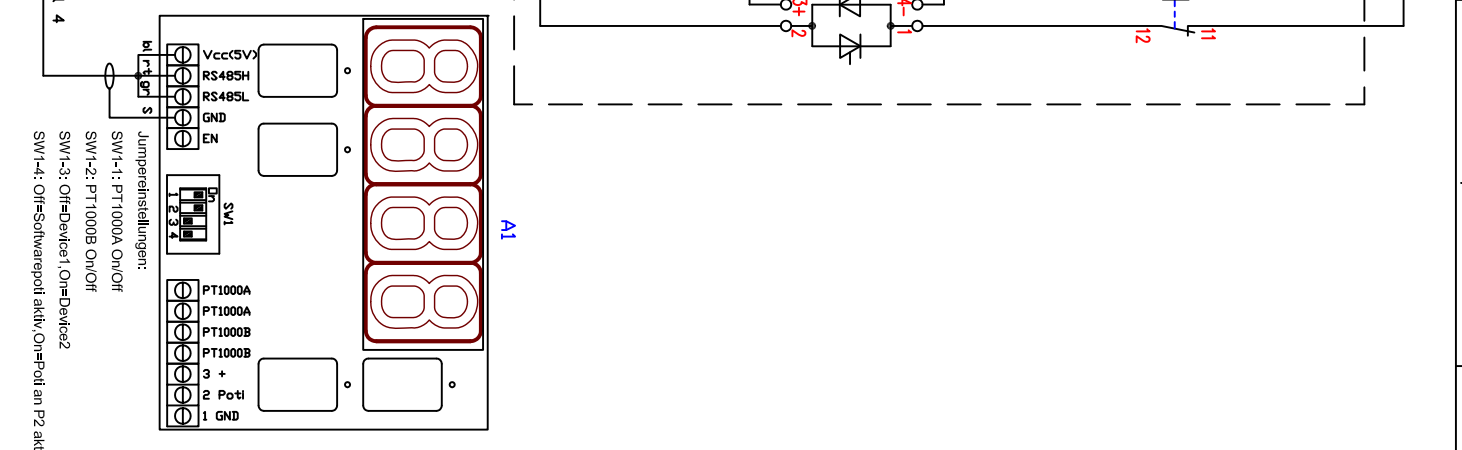 4
3+
4-
2
1
12
11
bl
rt
gr
S
Vcc(5V)
RS485H
RS485L
GND
EN
Jumpereinstellungen:
SW1-1: PT1000A On/Off
SW1-2: PT1000B On/Off
SW1-3: Off=Device1,On=Device2
SW1-4: Off=Softwarepoti aktiv,On=Poti an P2 akt
On
1
2
3
4
SW1
A1
PT1000A
PT1000A
PT1000B
PT1000B
3 +
2 Poti
1 GND